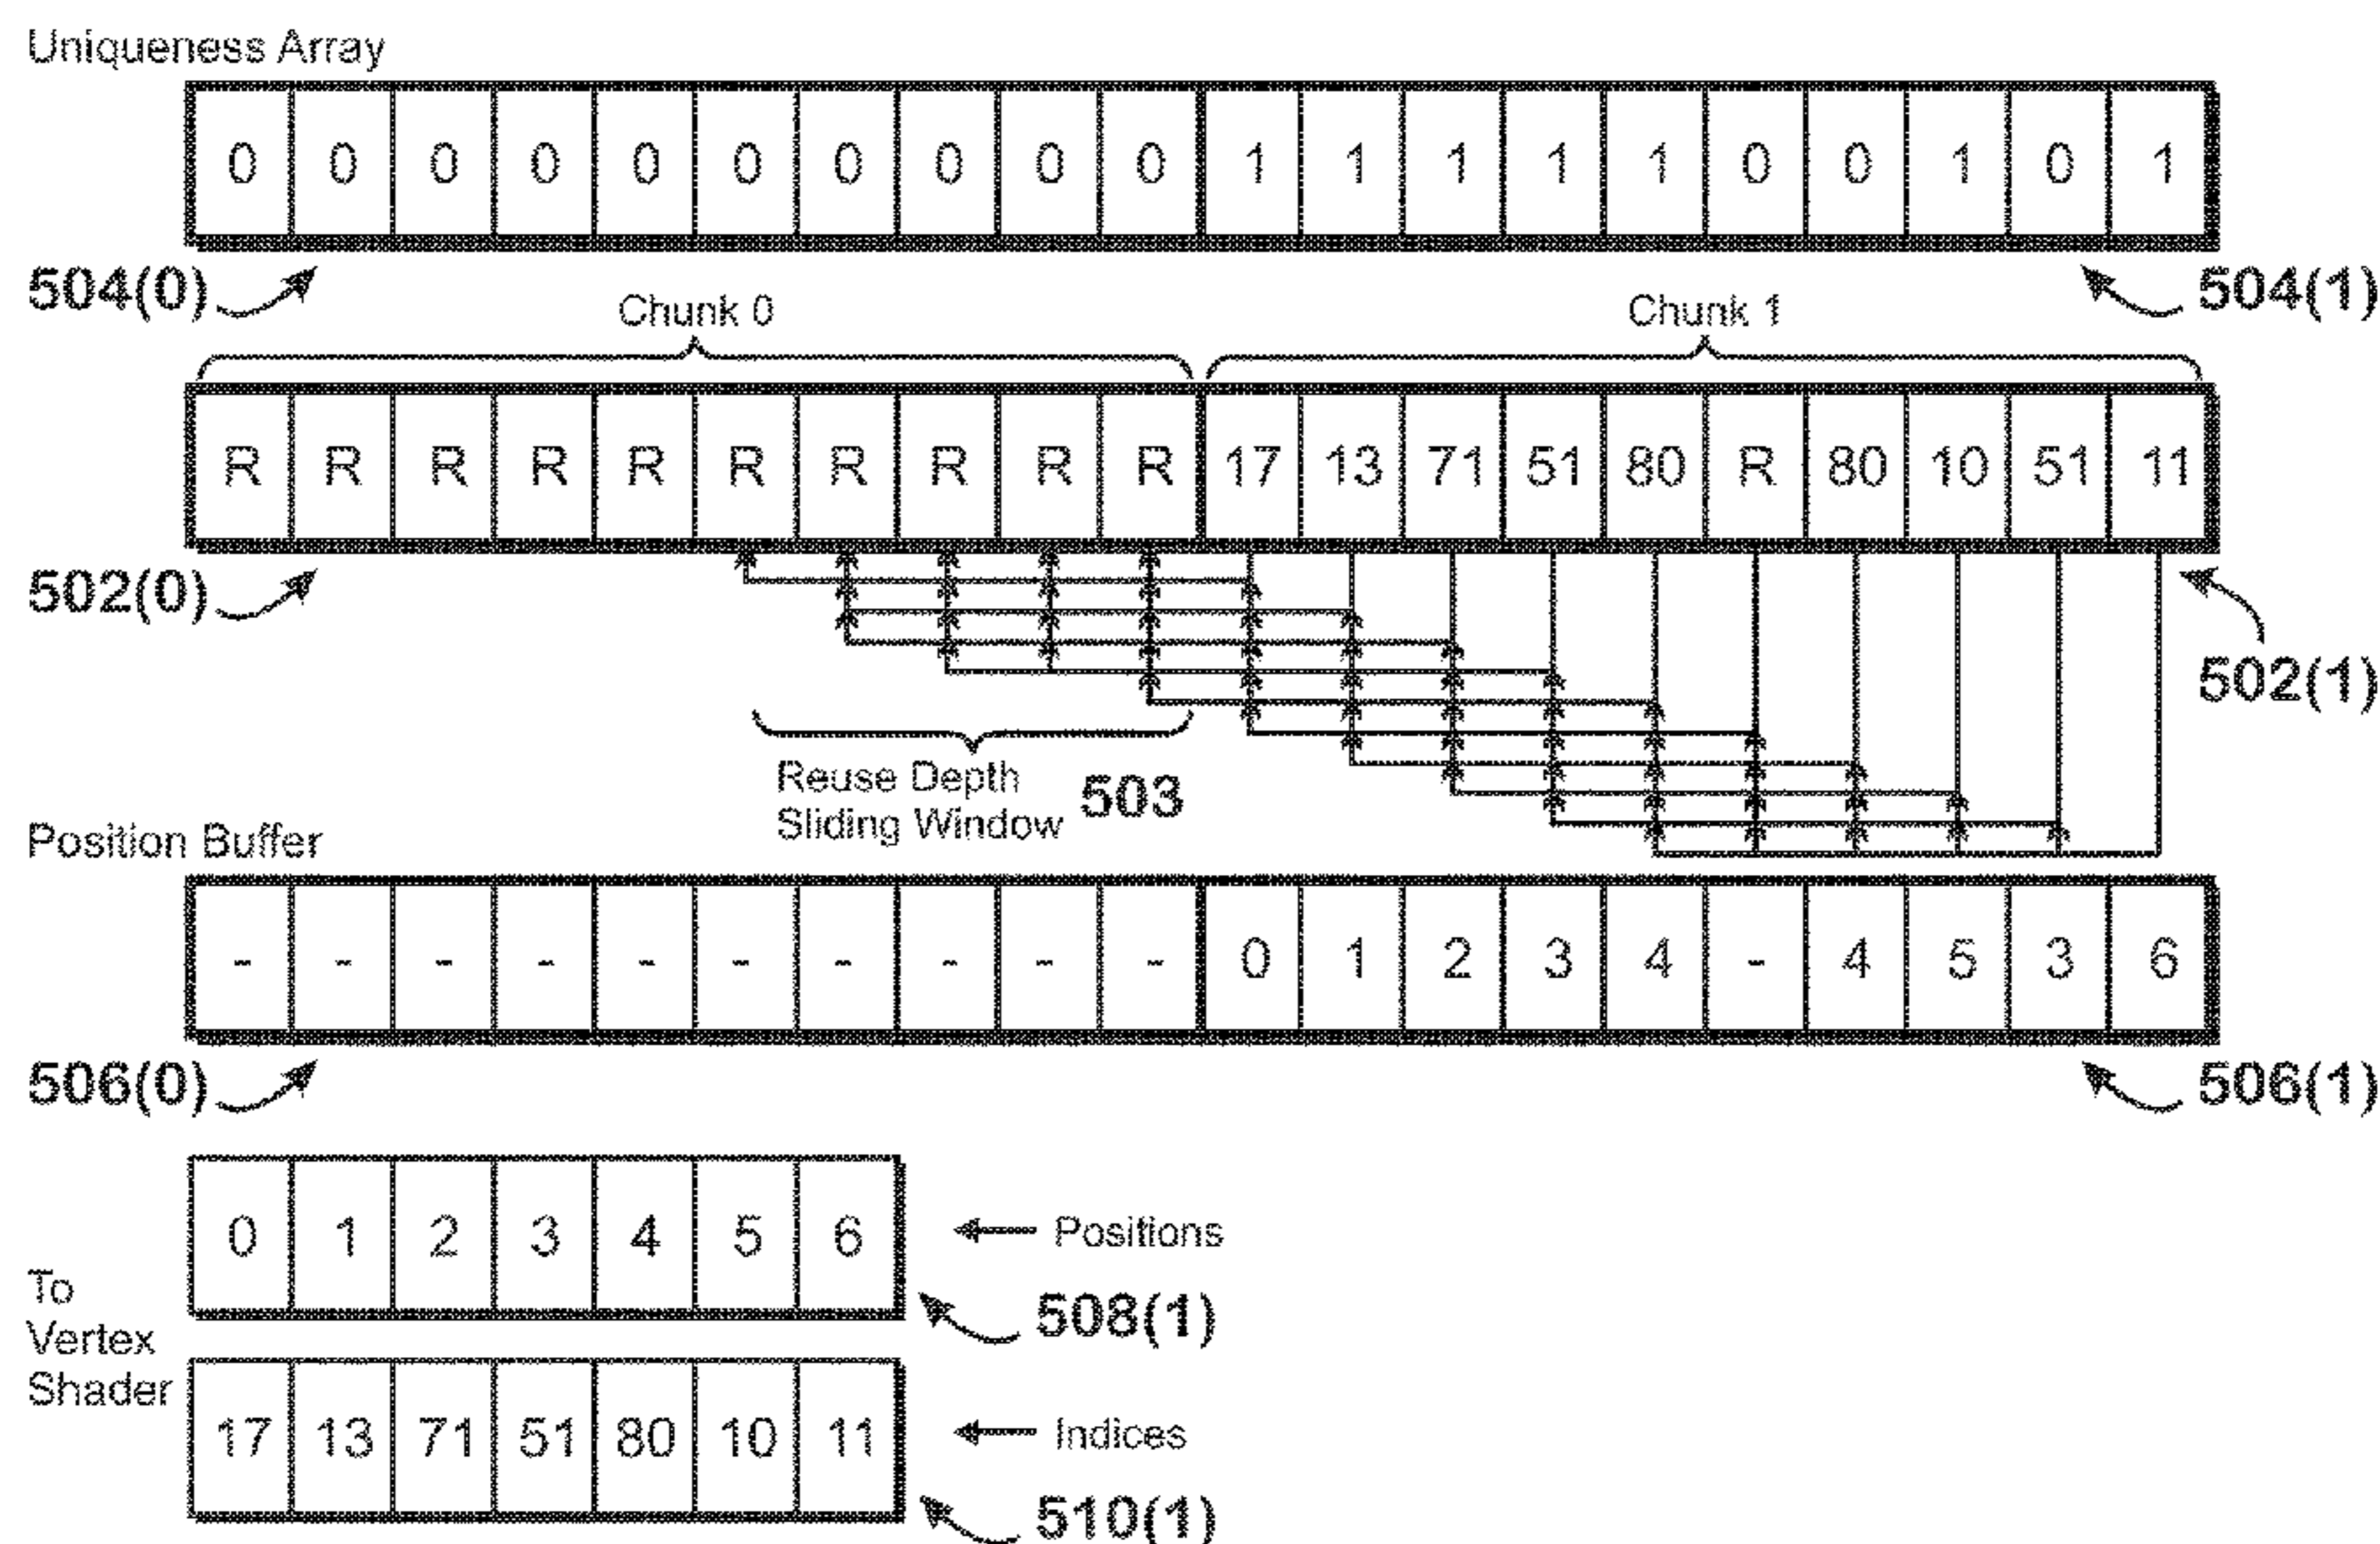 Uniqueness Array
0 0 0 0 0 0 0 0 0 0 1 1 1 1 1 0 0 1 0 1
504(0) 504(1)
Chunk 0 Chunk 1
R R R R R R R R R R 17 13 71 51 80 R 80 10 51 11
502(0) 502(1)
Reuse Depth
Sliding Window 503
Position Buffer
- - - - - - - - - - 0 1 2 3 4 - 4 5 3 6
506(0) 506(1)
0 1 2 3 4 5 6 Positions
508(1)
To
Vertex
Shader
17 13 71 51 80 10 11 Indices
510(1)